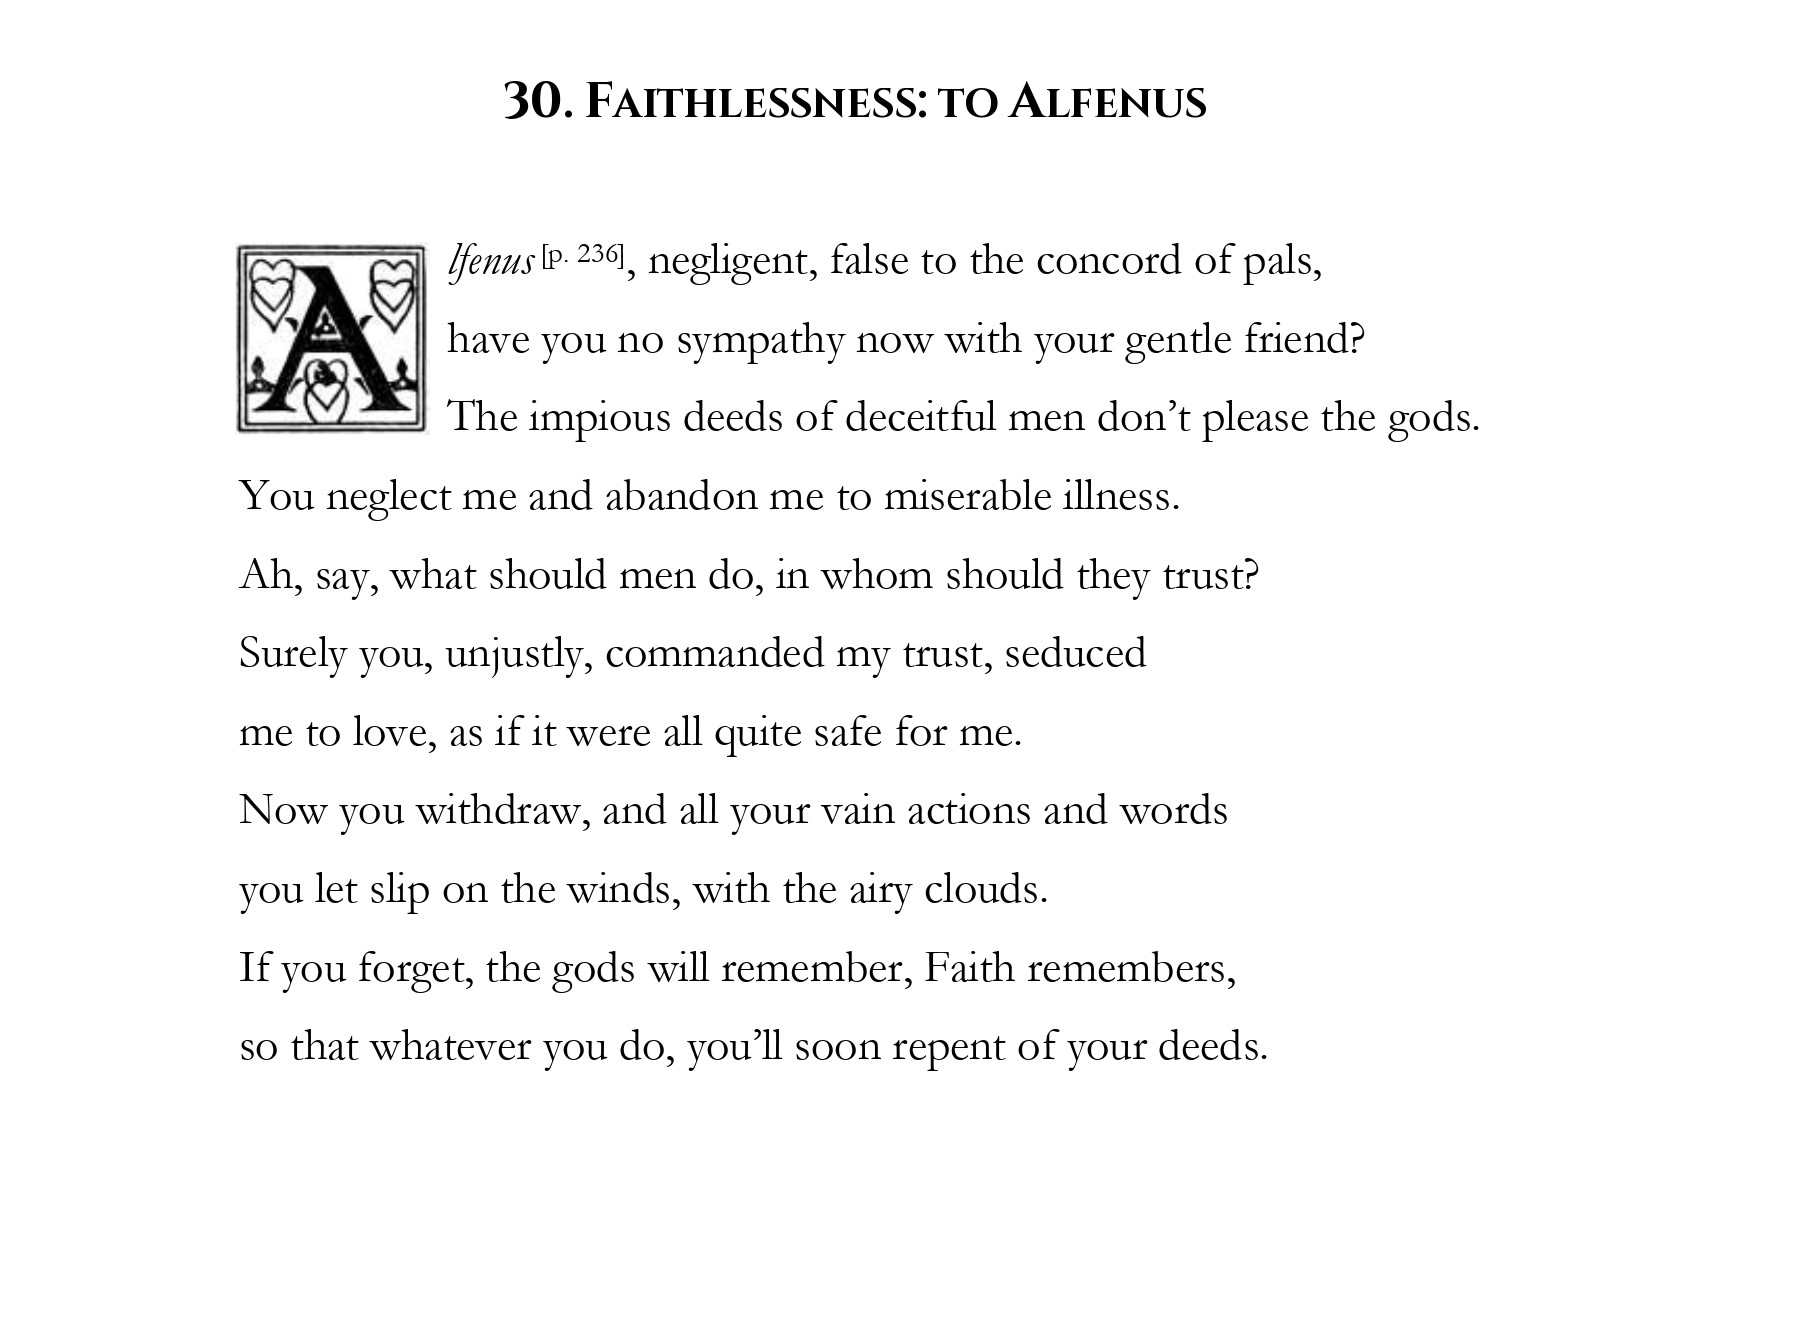 30. Faithlessness: to Alfenus
Alfenus [p. 236], negligent, false to the concord of pals,
have you no sympathy now with your gentle friend?
The impious deeds of deceitful men don’t please the gods.
You neglect me and abandon me to miserable illness.
Ah, say, what should men do, in whom should they trust?
Surely you, unjustly, commanded my trust, seduced
me to love, as if it were all quite safe for me.
Now you withdraw, and all your vain actions and words
you let slip on the winds, with the airy clouds.
If you forget, the gods will remember, Faith remembers,
so that whatever you do, you’ll soon repent of your deeds.